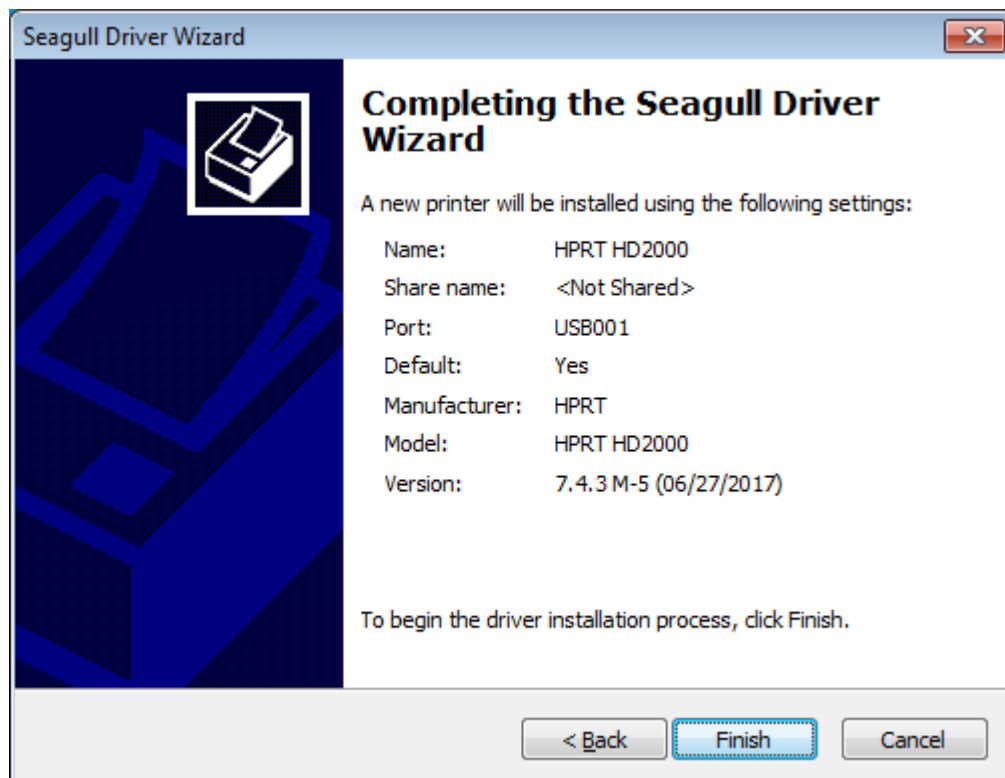 Seagull Driver Wizard
Completing the Seagull Driver
Wizard
A new printer will be installed using the following settings:
Name: HPRT HD2000
Share name: <Not Shared>
Port: USB001
Default: Yes
Manufacturer: HPRT
Model: HPRT HD2000
Version: 7.4.3 M-5 (06/27/2017)
To begin the driver installation process, click Finish.
< Back Finish Cancel